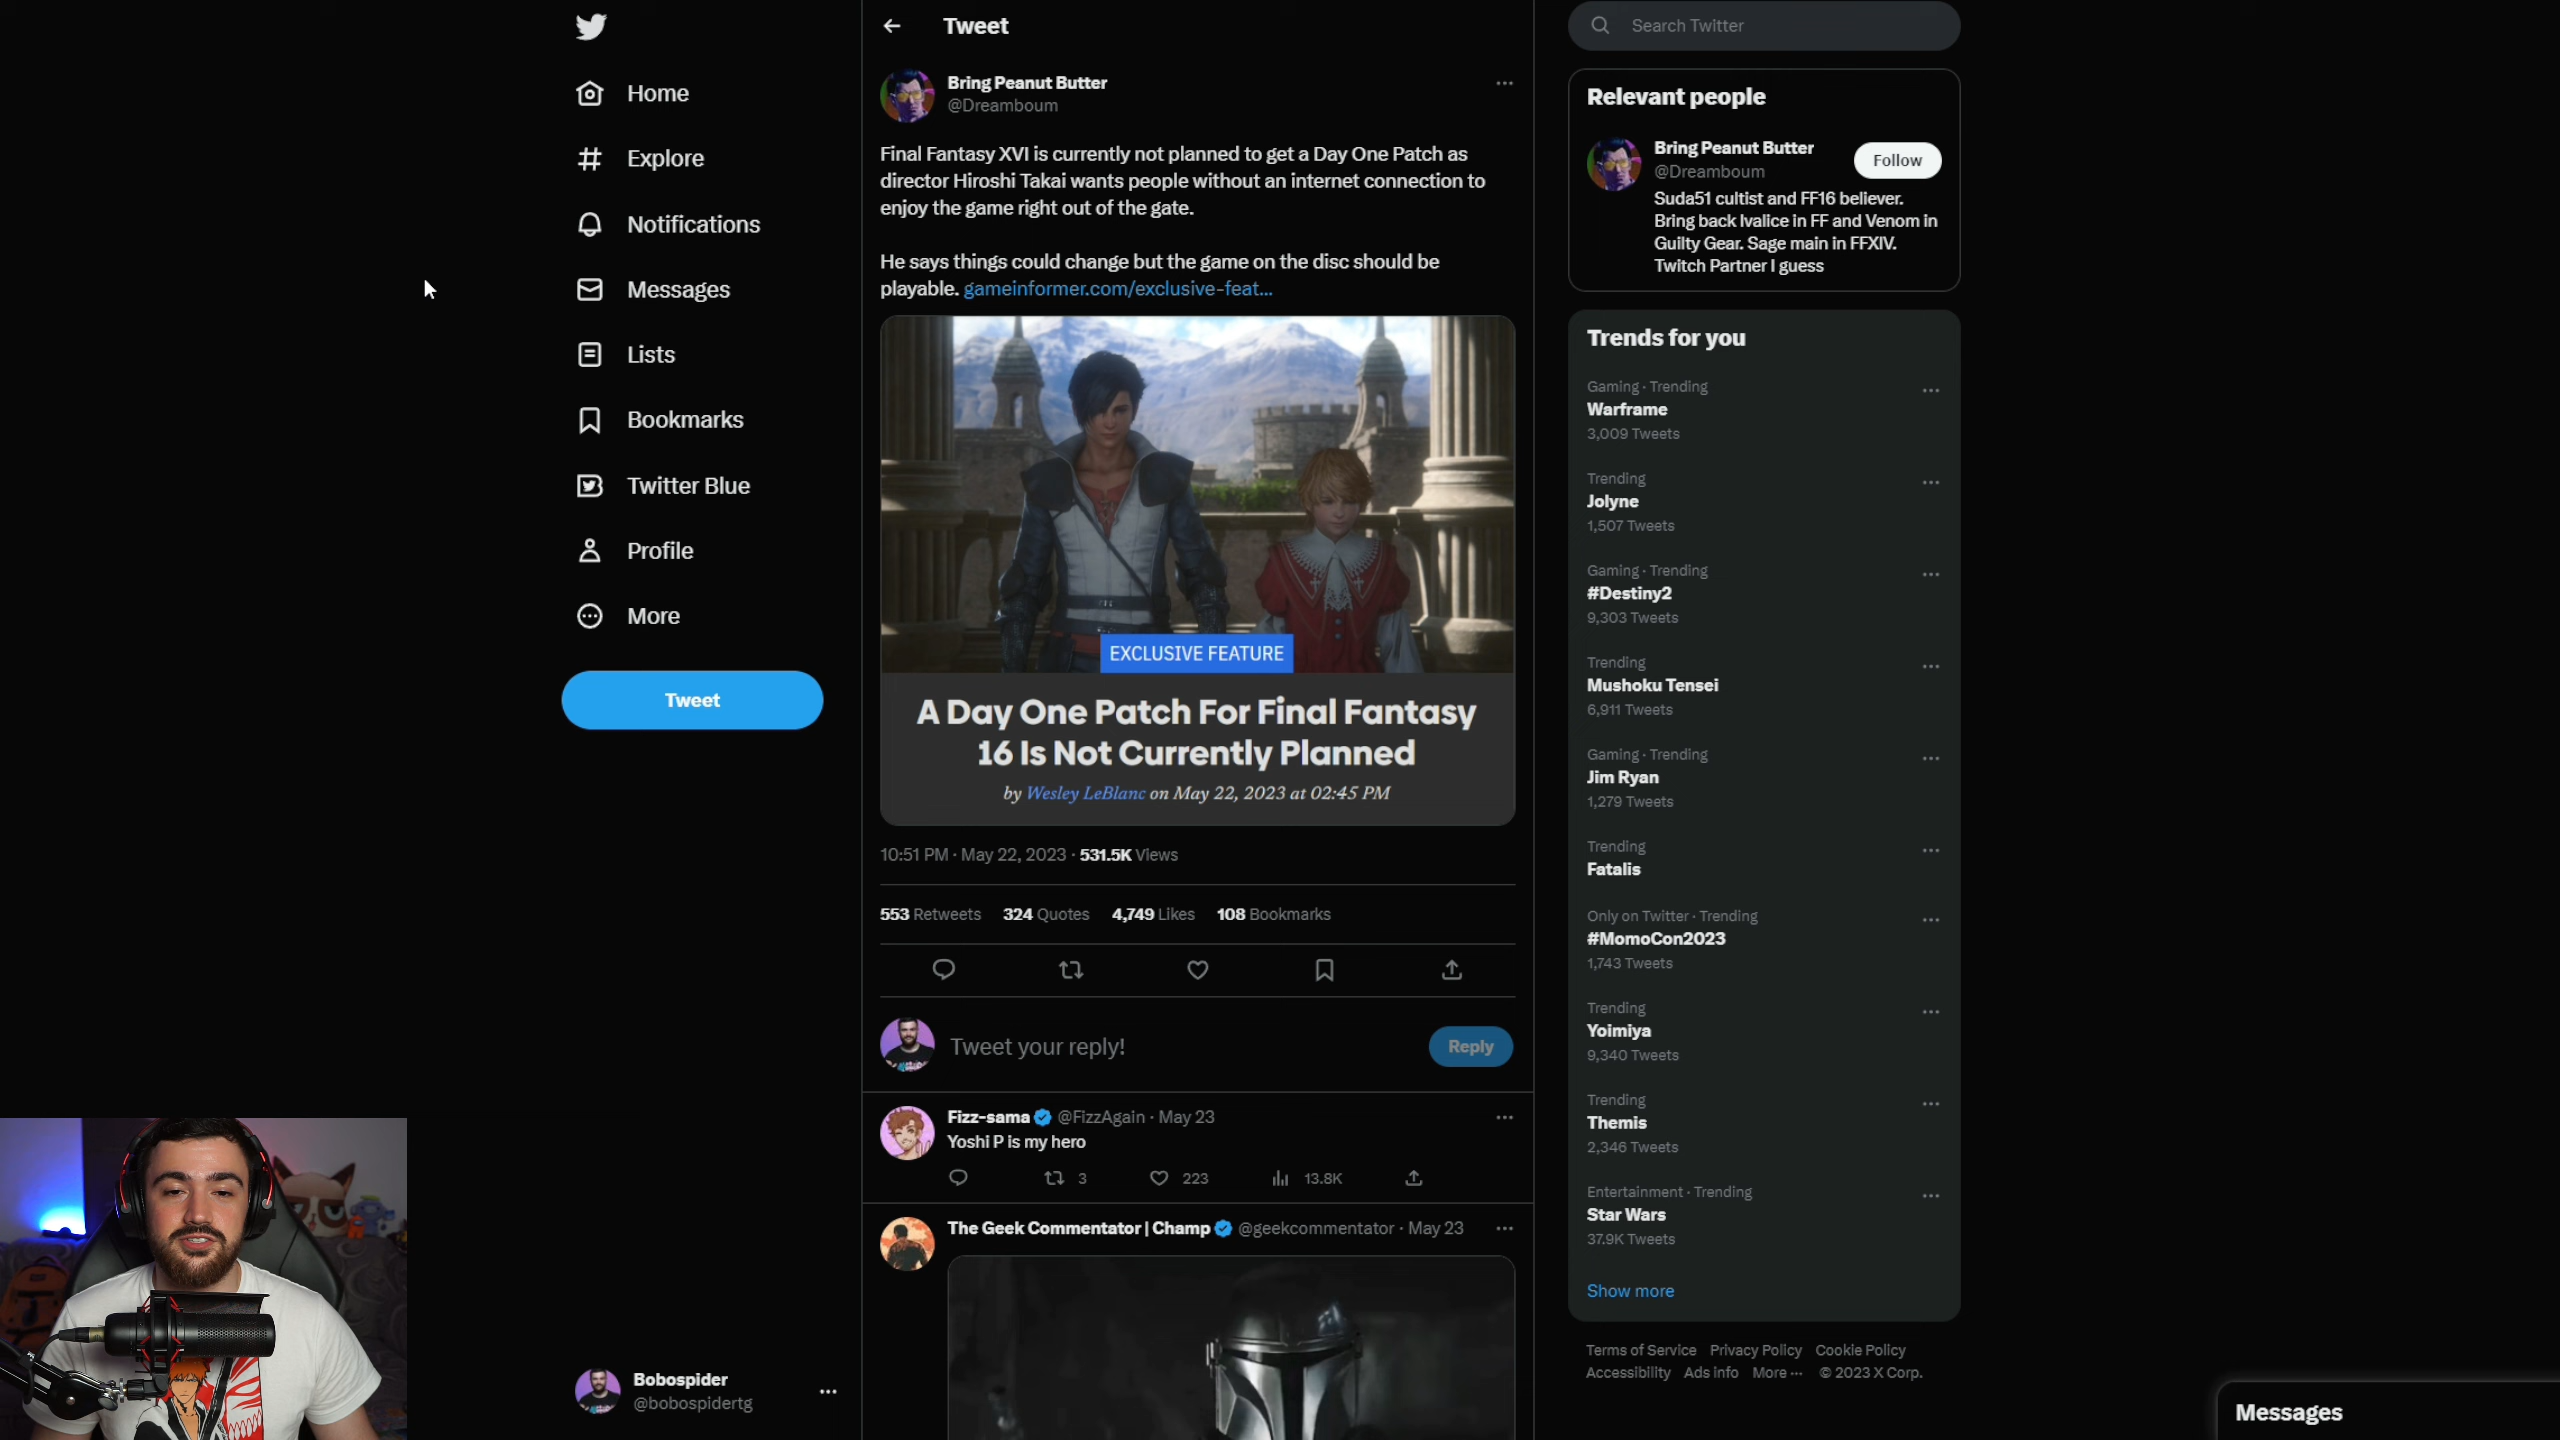 Home
Explore
Notifications
Messages
Lists
Bookmarks
Twitter Blue
Profile
More
Tweet
Bobospider
@bobospidertg
Tweet
Bring Peanut Butter
@Dreamboum
Final Fantasy XVI is currently not planned to get a Day One Patch as
director Hiroshi Takai wants people without an internet connection to
enjoy the game right out of the gate.
He says things could change but the game on the disc should be
playable. gameinformer.com/exclusive-feat...
EXCLUSIVE FEATURE
A Day One Patch For Final Fantasy
16 Is Not Currently Planned
by Wesley LeBlanc on May 22, 2023 at 02:45 PM
10:51 PM · May 22, 2023 · 531.5K Views
553 Retweets 324 Quotes 4,749 Likes 108 Bookmarks
Tweet your reply!
Reply
Fizz-sama @FizzAgain · May 23
Yoshi P is my hero
3 223 13.8K
The Geek Commentator | Champ @geekcommentator · May 23
Search Twitter
Relevant people
Bring Peanut Butter
@Dreamboum
Follow
Suda51 cultist and FF16 believer.
Bring back Ivalice in FF and Venom in
Guilty Gear. Sage main in FFXIV.
Twitch Partner I guess
Trends for you
Gaming · Trending
Warframe
3,009 Tweets
Trending
Jolyne
1,507 Tweets
Gaming · Trending
#Destiny2
9,303 Tweets
Trending
Mushoku Tensei
6,911 Tweets
Gaming · Trending
Jim Ryan
1,279 Tweets
Trending
Fatalis
Only on Twitter · Trending
#MomoCon2023
1,743 Tweets
Trending
Yoimiya
9,340 Tweets
Trending
Themis
2,346 Tweets
Entertainment · Trending
Star Wars
37.9K Tweets
Show more
Terms of Service Privacy Policy Cookie Policy
Accessibility Ads info More ··· © 2023 X Corp.
Messages